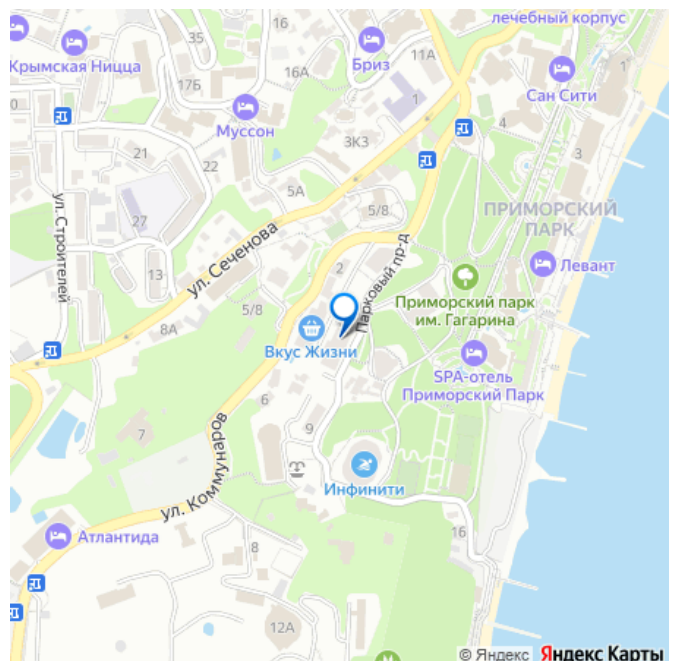 лечебный корпус
35
Крымская Ницца
Бриз
11А
16А
17Б
1
Сан Сити
1
0
Муссон
4
3К3
21
22
3
5А
ул. Строителей
5/8
ПРИМОРСКИЙ
ПАРК
27
ул. Сеченова
Парковый пр-д
Левант
13
2
Приморский парк
им. Гагарина
5/8
8А
Вкус Жизни
SPA-отель
Приморский Парк
6
7
9
ул. Коммунаров
Инфинити
16
Атлантида
8
12А
© Яндекс Яндекс Карты